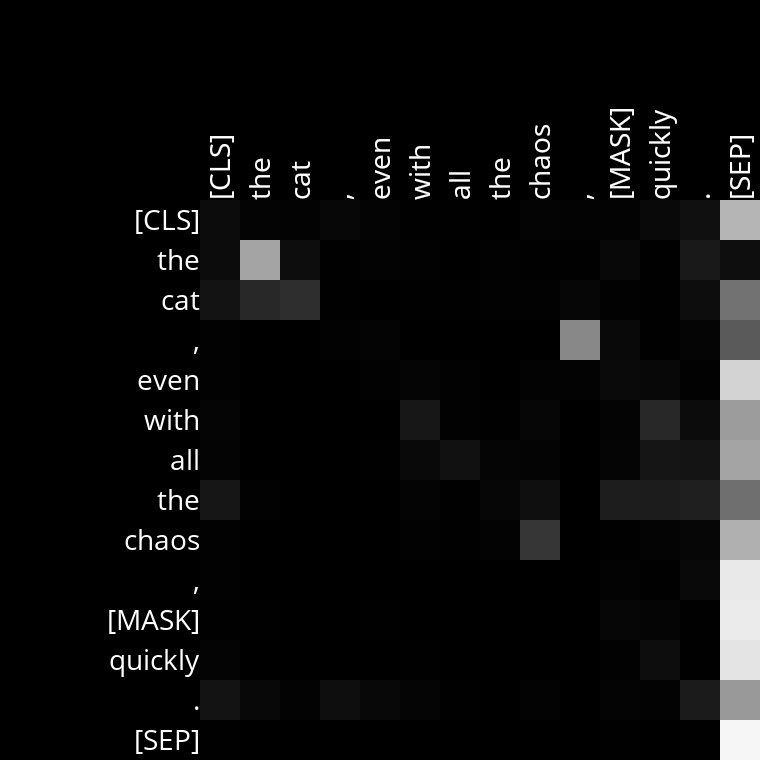 [CLS] the cat , even with all the chaos , [MASK] quickly . [SEP]
[CLS]
the
cat
,
even
with
all
the
chaos
,
[MASK]
quickly
.
[SEP]